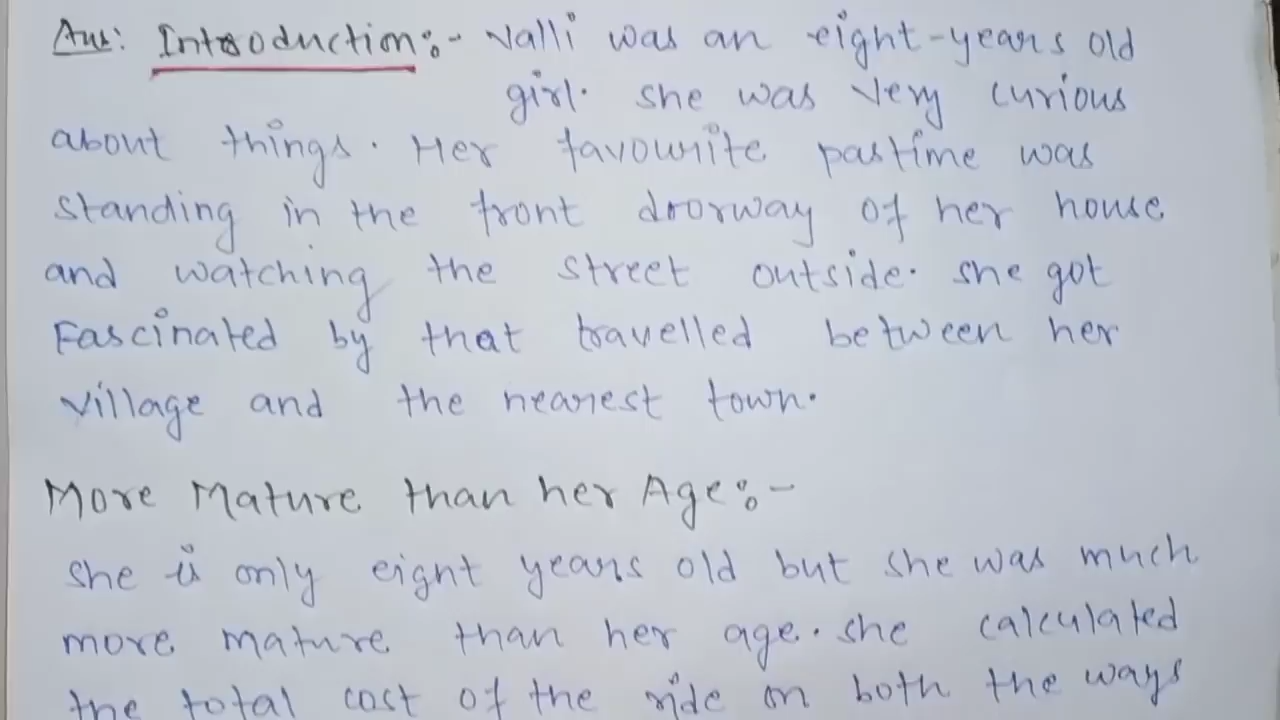 Ans: Introduction:- Valli was an eight-years old
girl. she was very curious
about things. Her favourite pastime was
standing in the front doorway of her house
and watching the street outside. she got
Fascinated by that travelled between her
village and the nearest town.
More Mature than her Age:-
she is only eight years old but she was much
more mature than her age. she calculated
the total cost of the ride on both the ways